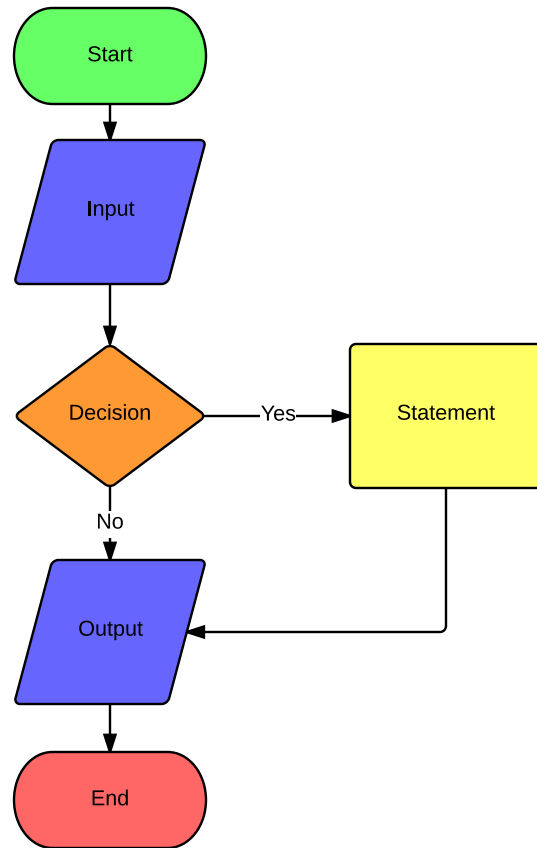 Start
Input
Decision
Yes
Statement
No
Output
End